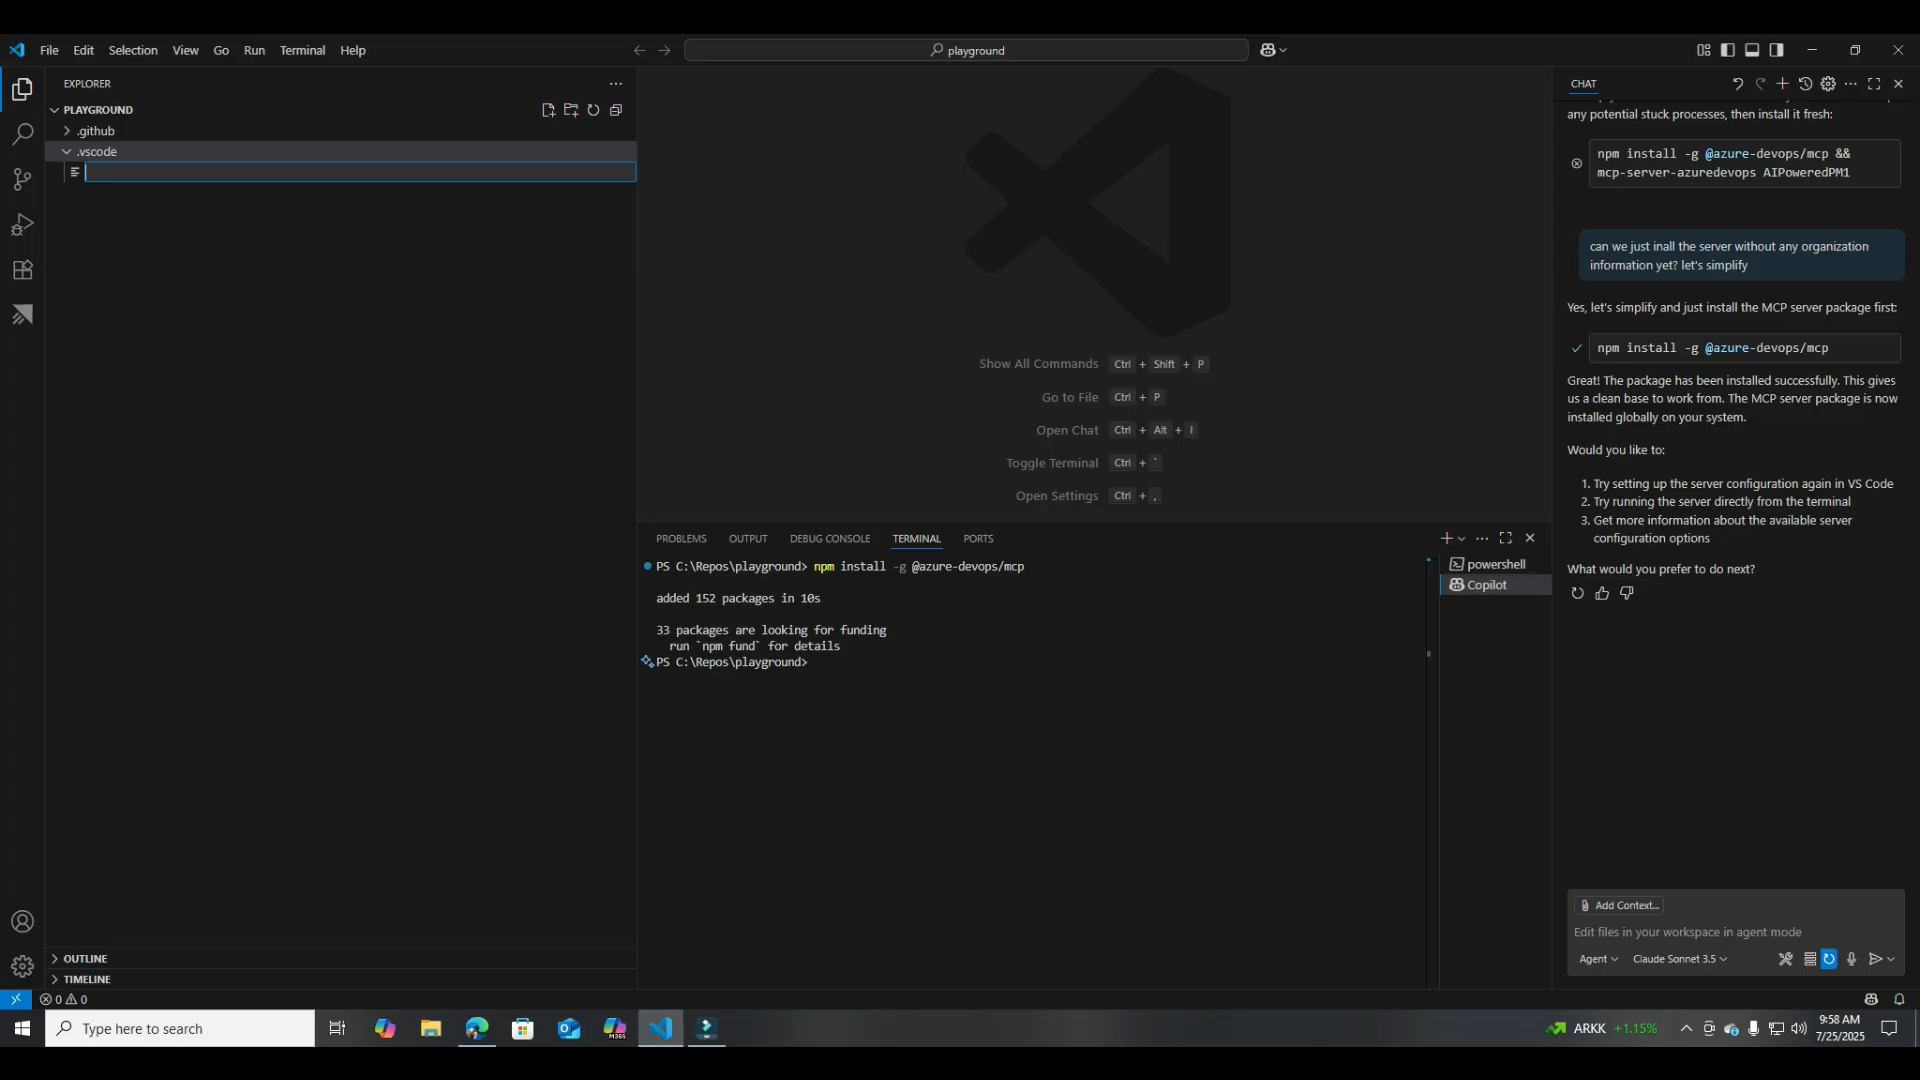 File Edit Selection View Go Run Terminal Help
playground
EXPLORER
PLAYGROUND
.github
.vscode
OUTLINE
TIMELINE
Show All Commands Ctrl + Shift + P
Go to File Ctrl + P
Open Chat Ctrl + Alt + I
Toggle Terminal Ctrl + `
Open Settings Ctrl + ,
PROBLEMS OUTPUT DEBUG CONSOLE TERMINAL PORTS
PS C:\Repos\playground> npm install -g @azure-devops/mcp
added 152 packages in 10s
33 packages are looking for funding
run `npm fund` for details
PS C:\Repos\playground>
powershell
Copilot
CHAT
any potential stuck processes, then install it fresh:
npm install -g @azure-devops/mcp &&
mcp-server-azuredevops AIPoweredPM1
can we just inall the server without any organization
information yet? let's simplify
Yes, let's simplify and just install the MCP server package first:
npm install -g @azure-devops/mcp
Great! The package has been installed successfully. This gives
us a clean base to work from. The MCP server package is now
installed globally on your system.
Would you like to:
1. Try setting up the server configuration again in VS Code
2. Try running the server directly from the terminal
3. Get more information about the available server
configuration options
What would you prefer to do next?
Add Context...
Edit files in your workspace in agent mode
Agent Claude Sonnet 3.5
0 0
Type here to search
M365
ARKK +1.15%
9:58 AM
7/25/2025